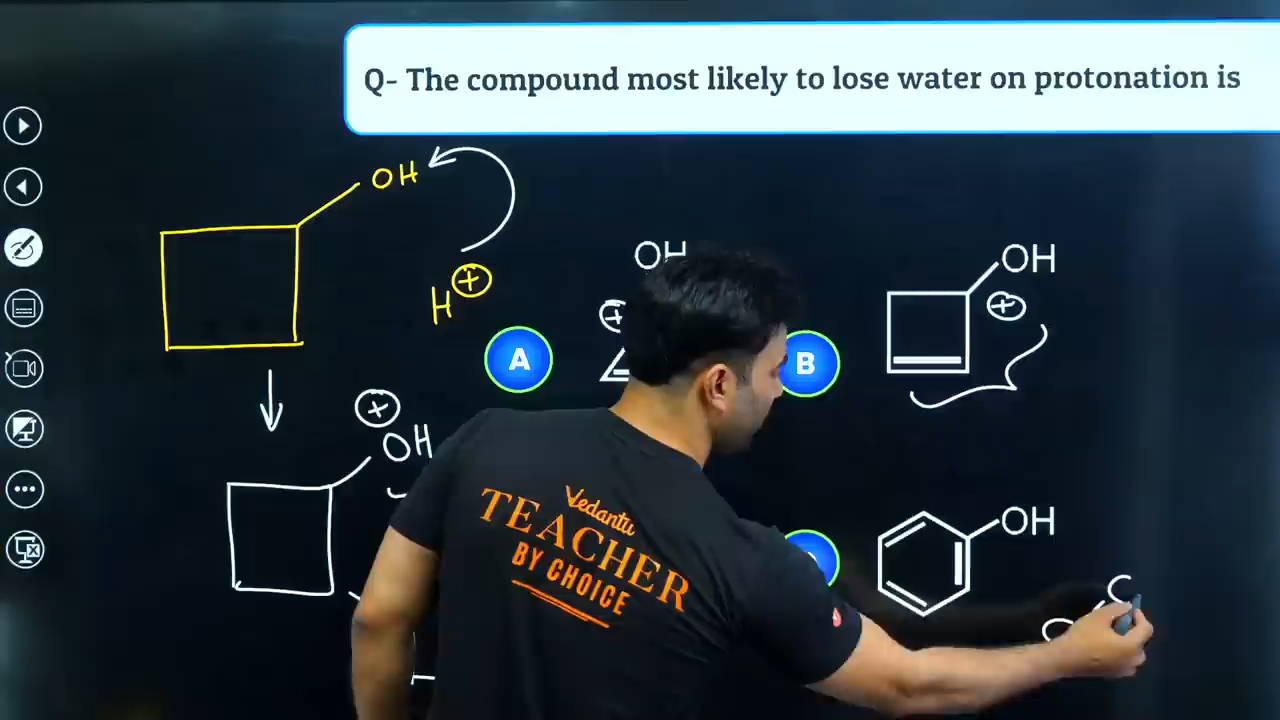 Q- The compound most likely to lose water on protonation is
OH
H⊕
OH
⊕
A
B
OH
⊕
⊕
OH
OH
Vedantu
TEACHER
BY CHOICE